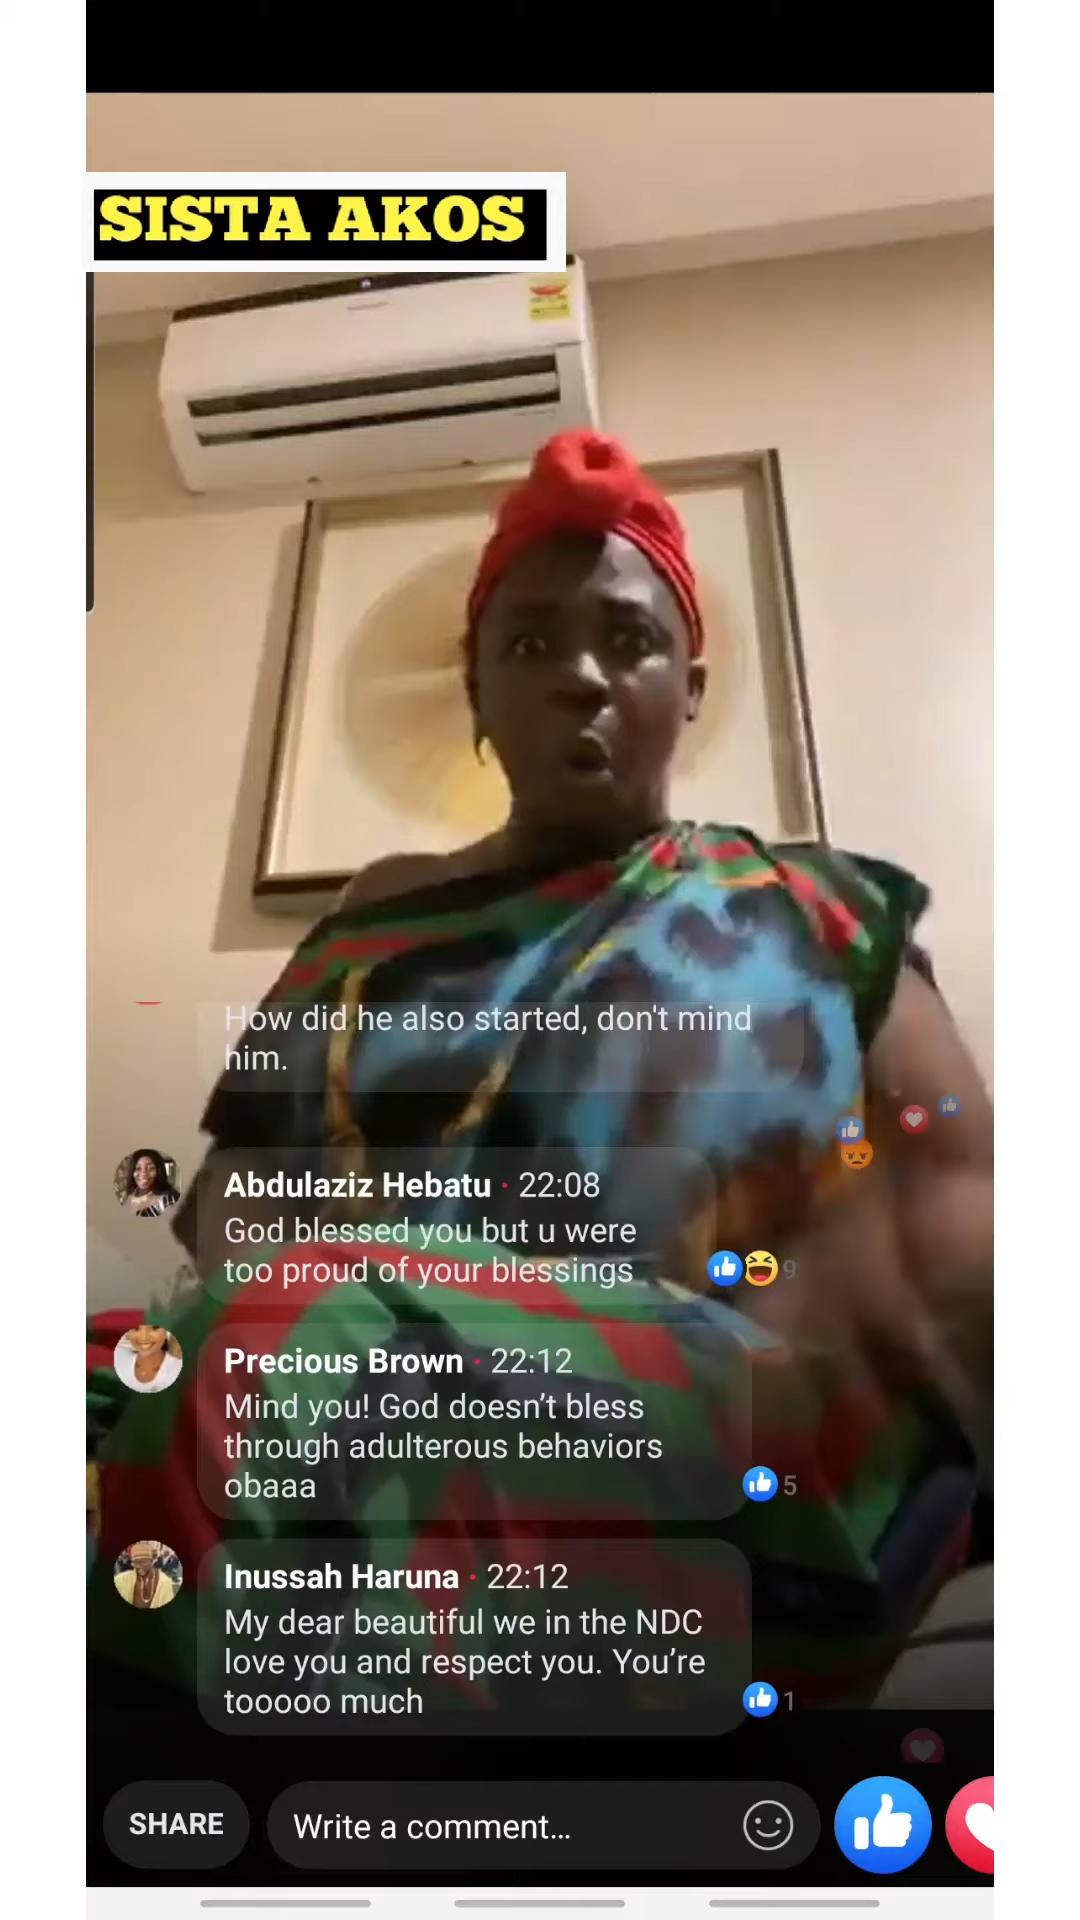 SISTA AKOS
How did he also started, don't mind
him.
Abdulaziz Hebatu · 22:08
God blessed you but u were
too proud of your blessings
9
Precious Brown · 22:12
Mind you! God doesn’t bless
through adulterous behaviors
obaaa
5
Inussah Haruna · 22:12
My dear beautiful we in the NDC
love you and respect you. You’re
tooooo much
1
SHARE
Write a comment...